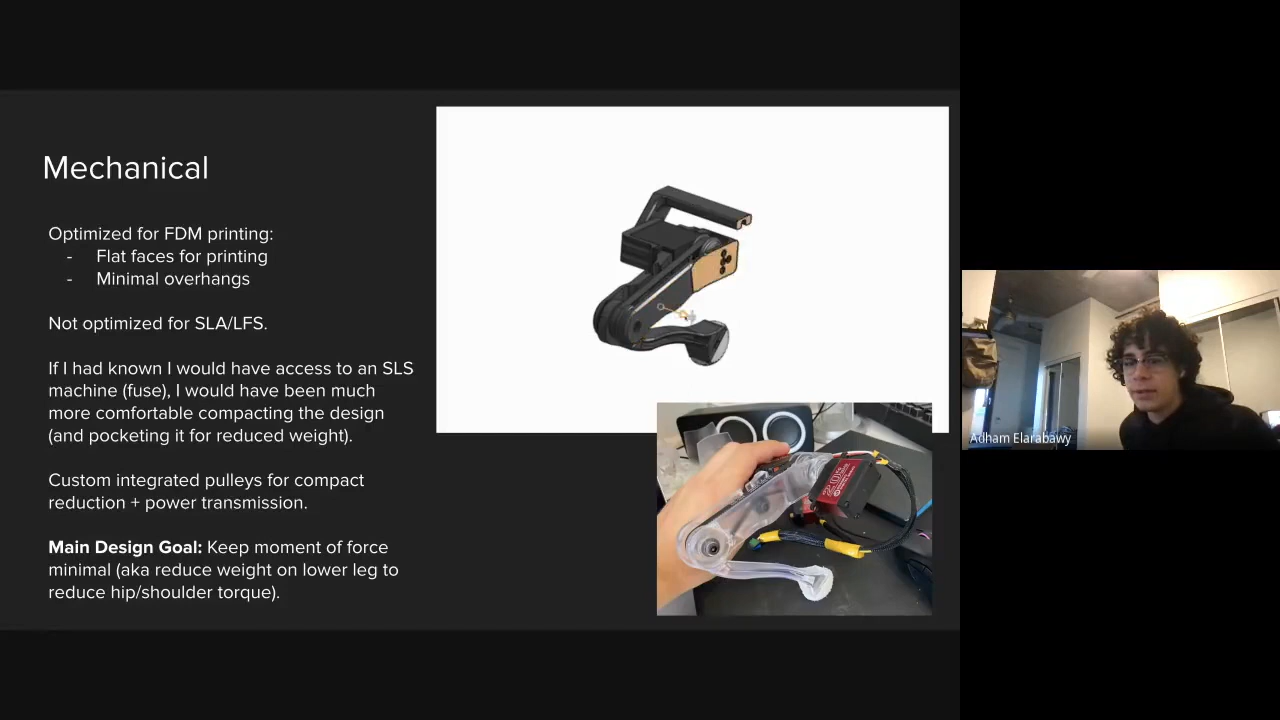 Mechanical
Optimized for FDM printing:
- Flat faces for printing
- Minimal overhangs
Not optimized for SLA/LFS.
If I had known I would have access to an SLS
machine (fuse), I would have been much
more comfortable compacting the design
(and pocketing it for reduced weight).
Custom integrated pulleys for compact
reduction + power transmission.
Main Design Goal: Keep moment of force
minimal (aka reduce weight on lower leg to
reduce hip/shoulder torque).
Adham Elarabawy